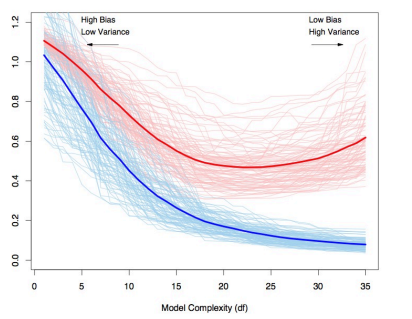 High Bias
Low Variance
Low Bias
High Variance
1.2
1.0
0.8
0.6
0.4
0.2
0.0
0 5 10 15 20 25 30 35
Model Complexity (df)